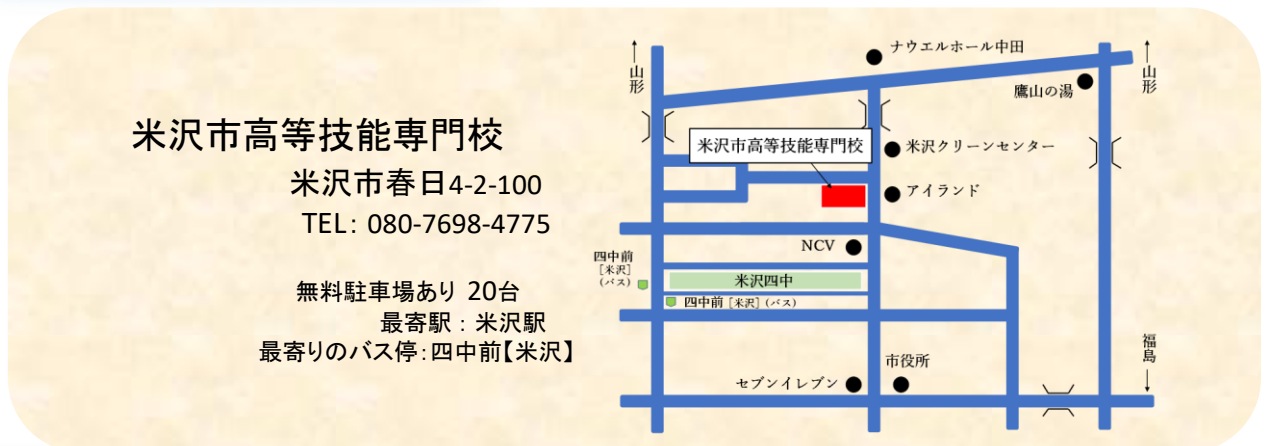 米沢市高等技能専門校
米沢市春日4-2-100
TEL: 080-7698-4775
無料駐車場あり 20台
最寄駅：米沢駅
最寄りのバス停：四中前【米沢】
↑山形
ナウエルホール中田
↑山形
鷹山の湯
米沢市高等技能専門校
米沢クリーンセンター
アイランド
NCV
四中前
［米沢］
（バス）
米沢四中
四中前［米沢］（バス）
福島↓
市役所
セブンイレブン